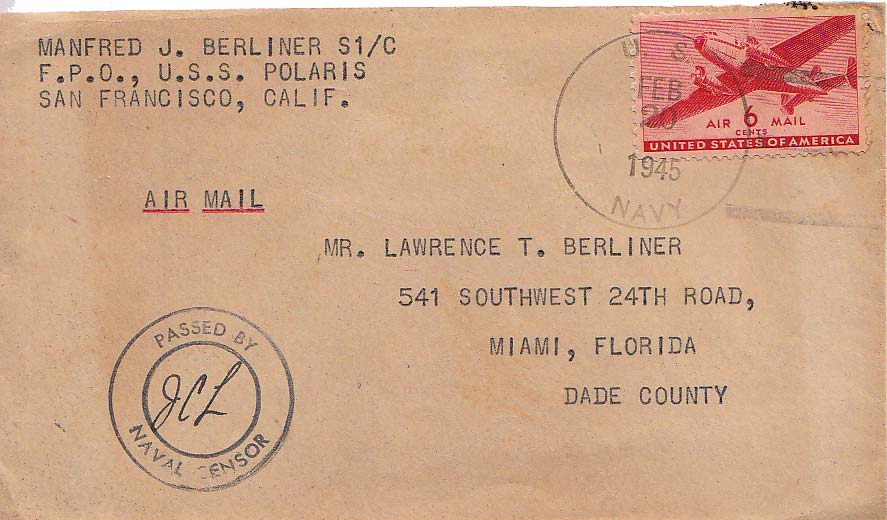 MANFRED J. BERLINER S1/C
F.P.O., U.S.S. POLARIS
SAN FRANCISCO, CALIF.
U S
FEB
20
1945
NAVY
AIR 6 MAIL
CENTS
UNITED STATES OF AMERICA
AIR MAIL
MR. LAWRENCE T. BERLINER
541 SOUTHWEST 24TH ROAD,
MIAMI, FLORIDA
DADE COUNTY
PASSED BY
JCL
NAVAL CENSOR